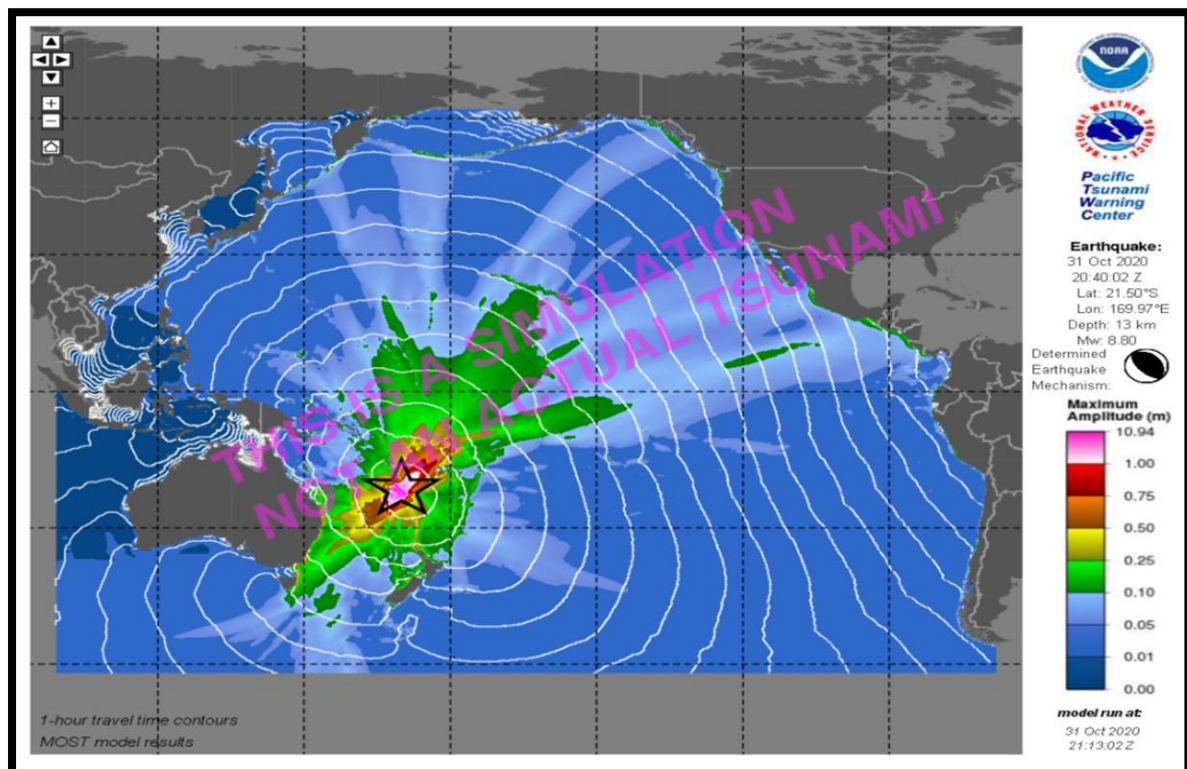 THIS IS A SIMULATION
NOT AN ACTUAL TSUNAMI
1-hour travel time contours
MOST model results
NOAA
NATIONAL WEATHER SERVICE
Pacific
Tsunami
Warning
Center
Earthquake:
31 Oct 2020
20:40:02 Z
Lat: 21.50°S
Lon: 169.97°E
Depth: 13 km
Mw: 8.80
Determined
Earthquake
Mechanism:
Maximum
Amplitude (m)
10.94
1.00
0.75
0.50
0.25
0.10
0.05
0.01
0.00
model run at:
31 Oct 2020
21:13:02 Z